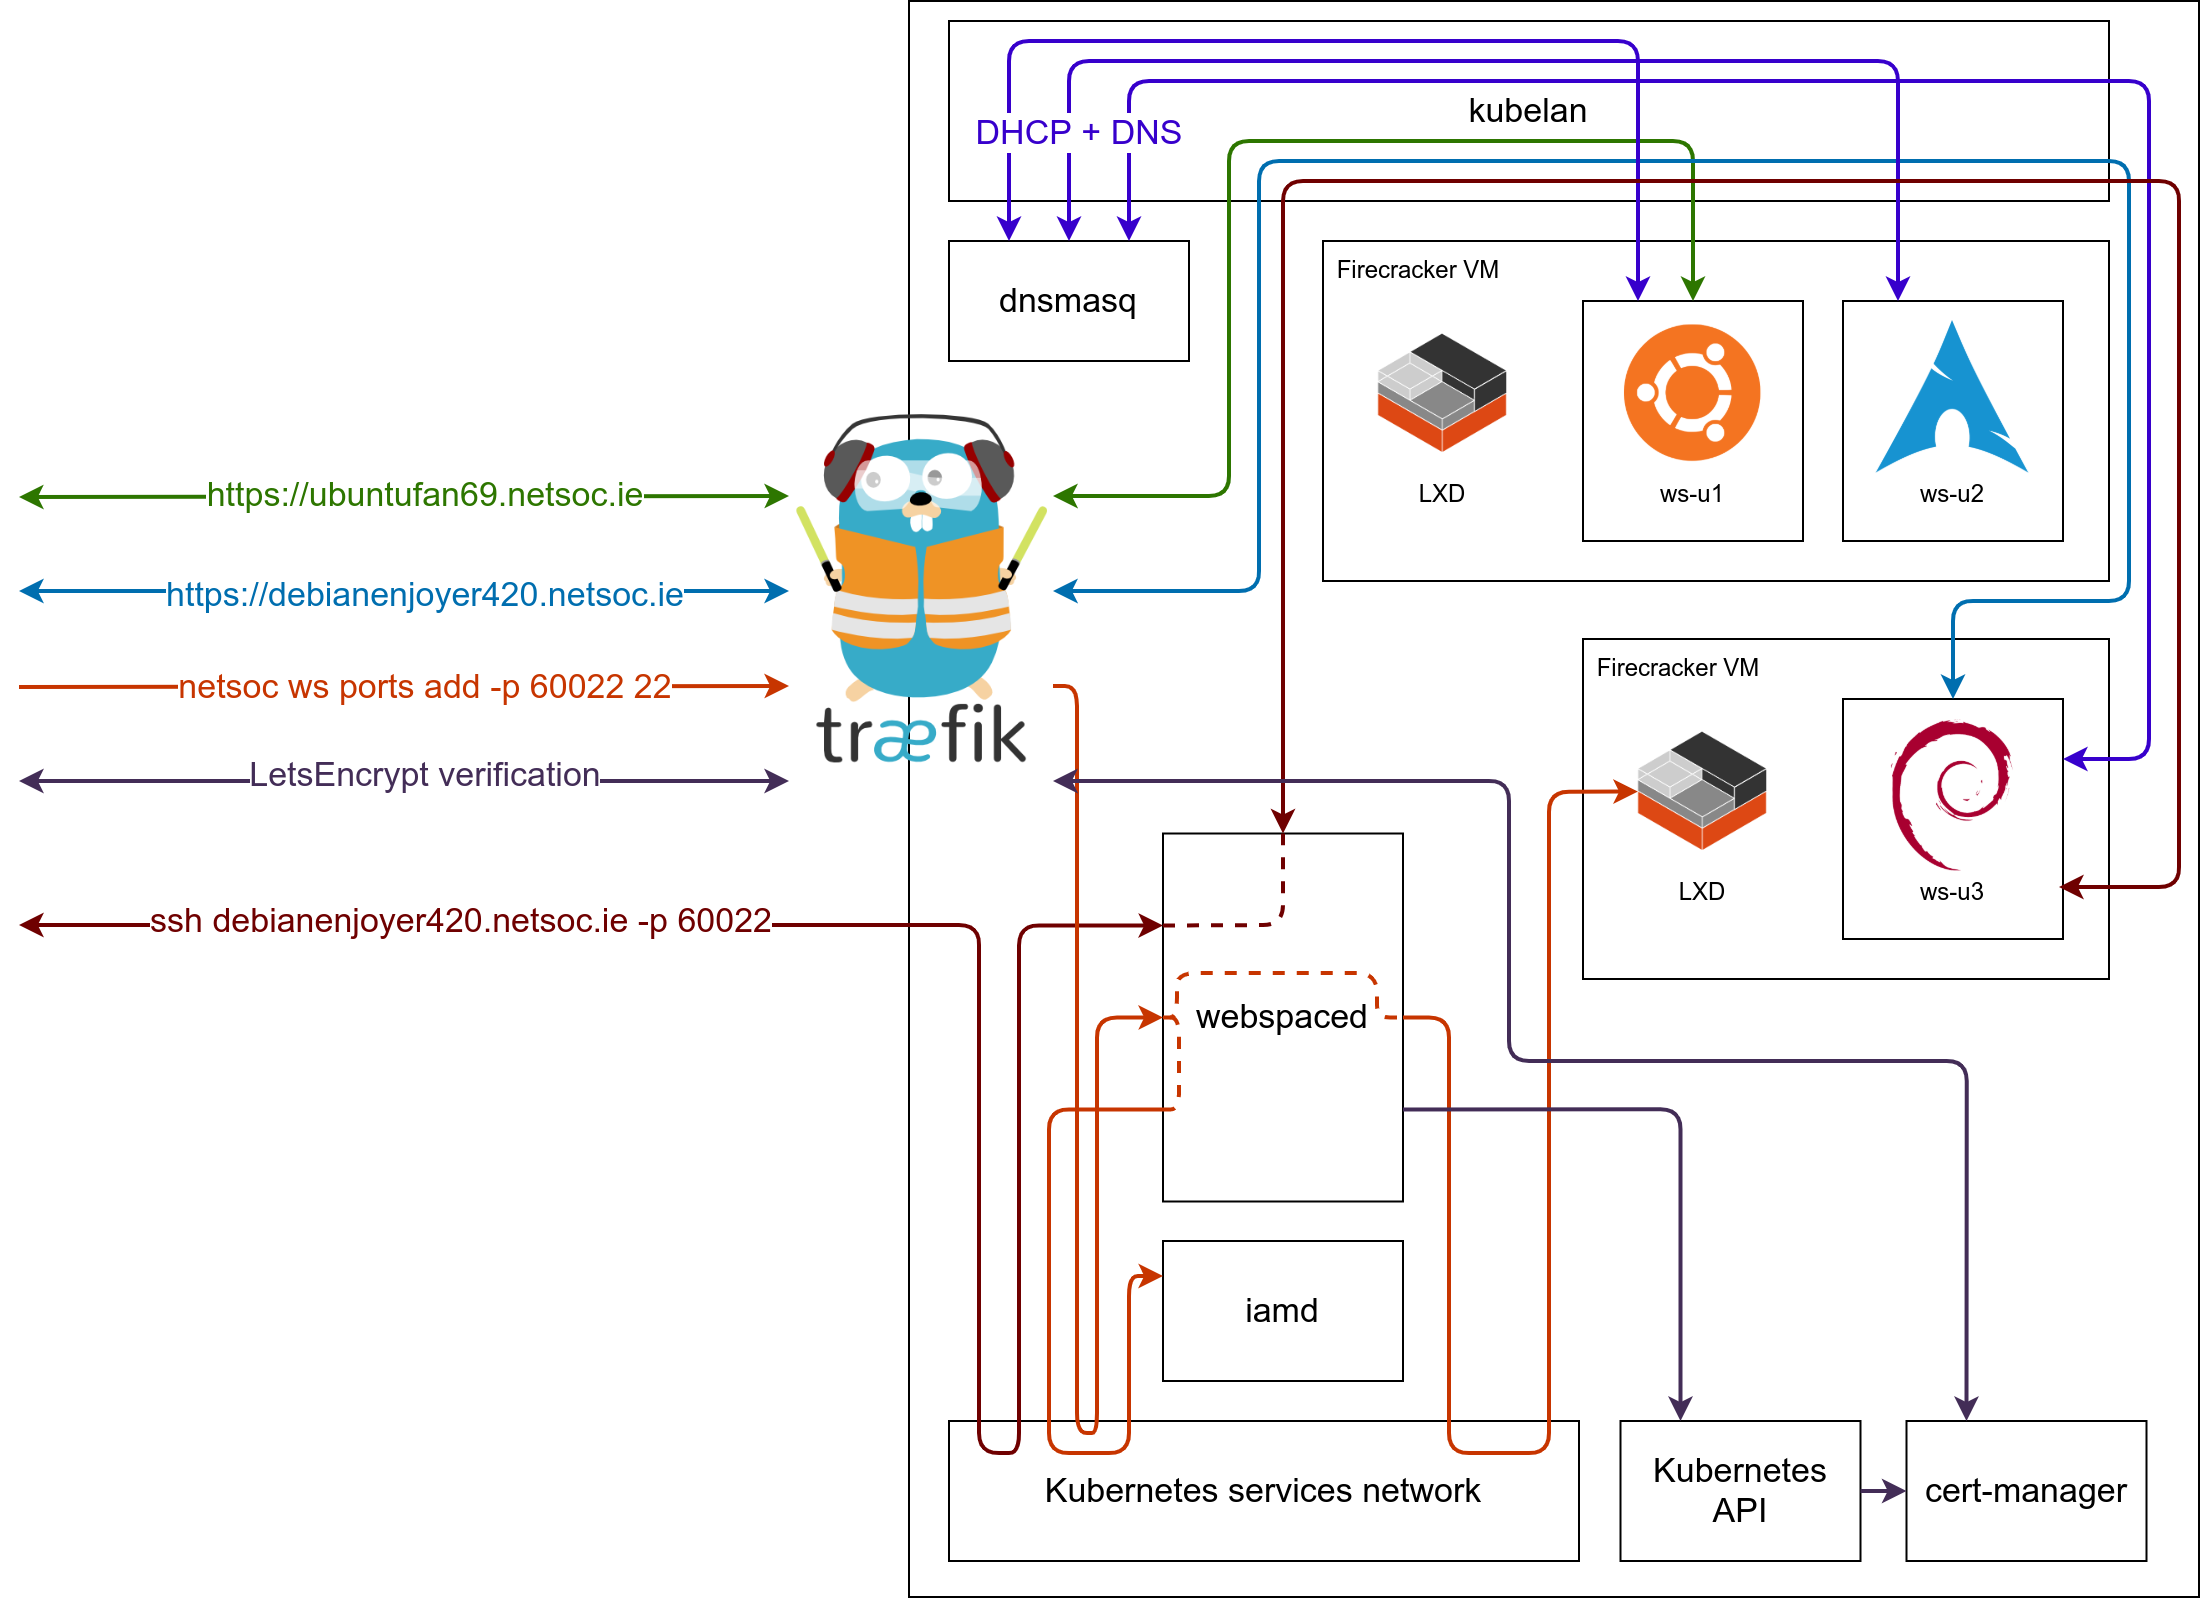 kubelan
DHCP + DNS
dnsmasq
Firecracker VM
LXD
ws-u1
ws-u2
https://ubuntufan69.netsoc.ie
https://debianenjoyer420.netsoc.ie
netsoc ws ports add -p 60022 22
træfik
LetsEncrypt verification
Firecracker VM
LXD
ws-u3
ssh debianenjoyer420.netsoc.ie -p 60022
webspaced
iamd
Kubernetes services network
Kubernetes
API
cert-manager